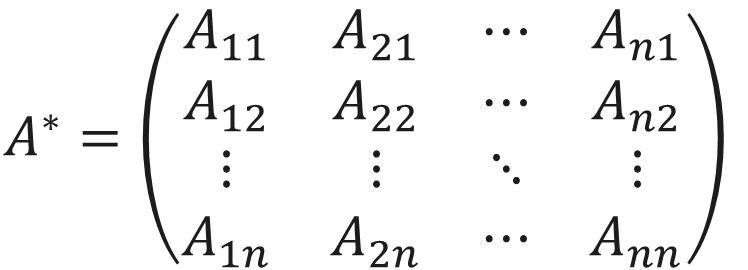 A* = ( A₁₁ A₂₁ ⋯ Aₙ₁
A₁₂ A₂₂ ⋯ Aₙ₂
⋮ ⋮ ⋱ ⋮
A₁ₙ A₂ₙ ⋯ Aₙₙ )